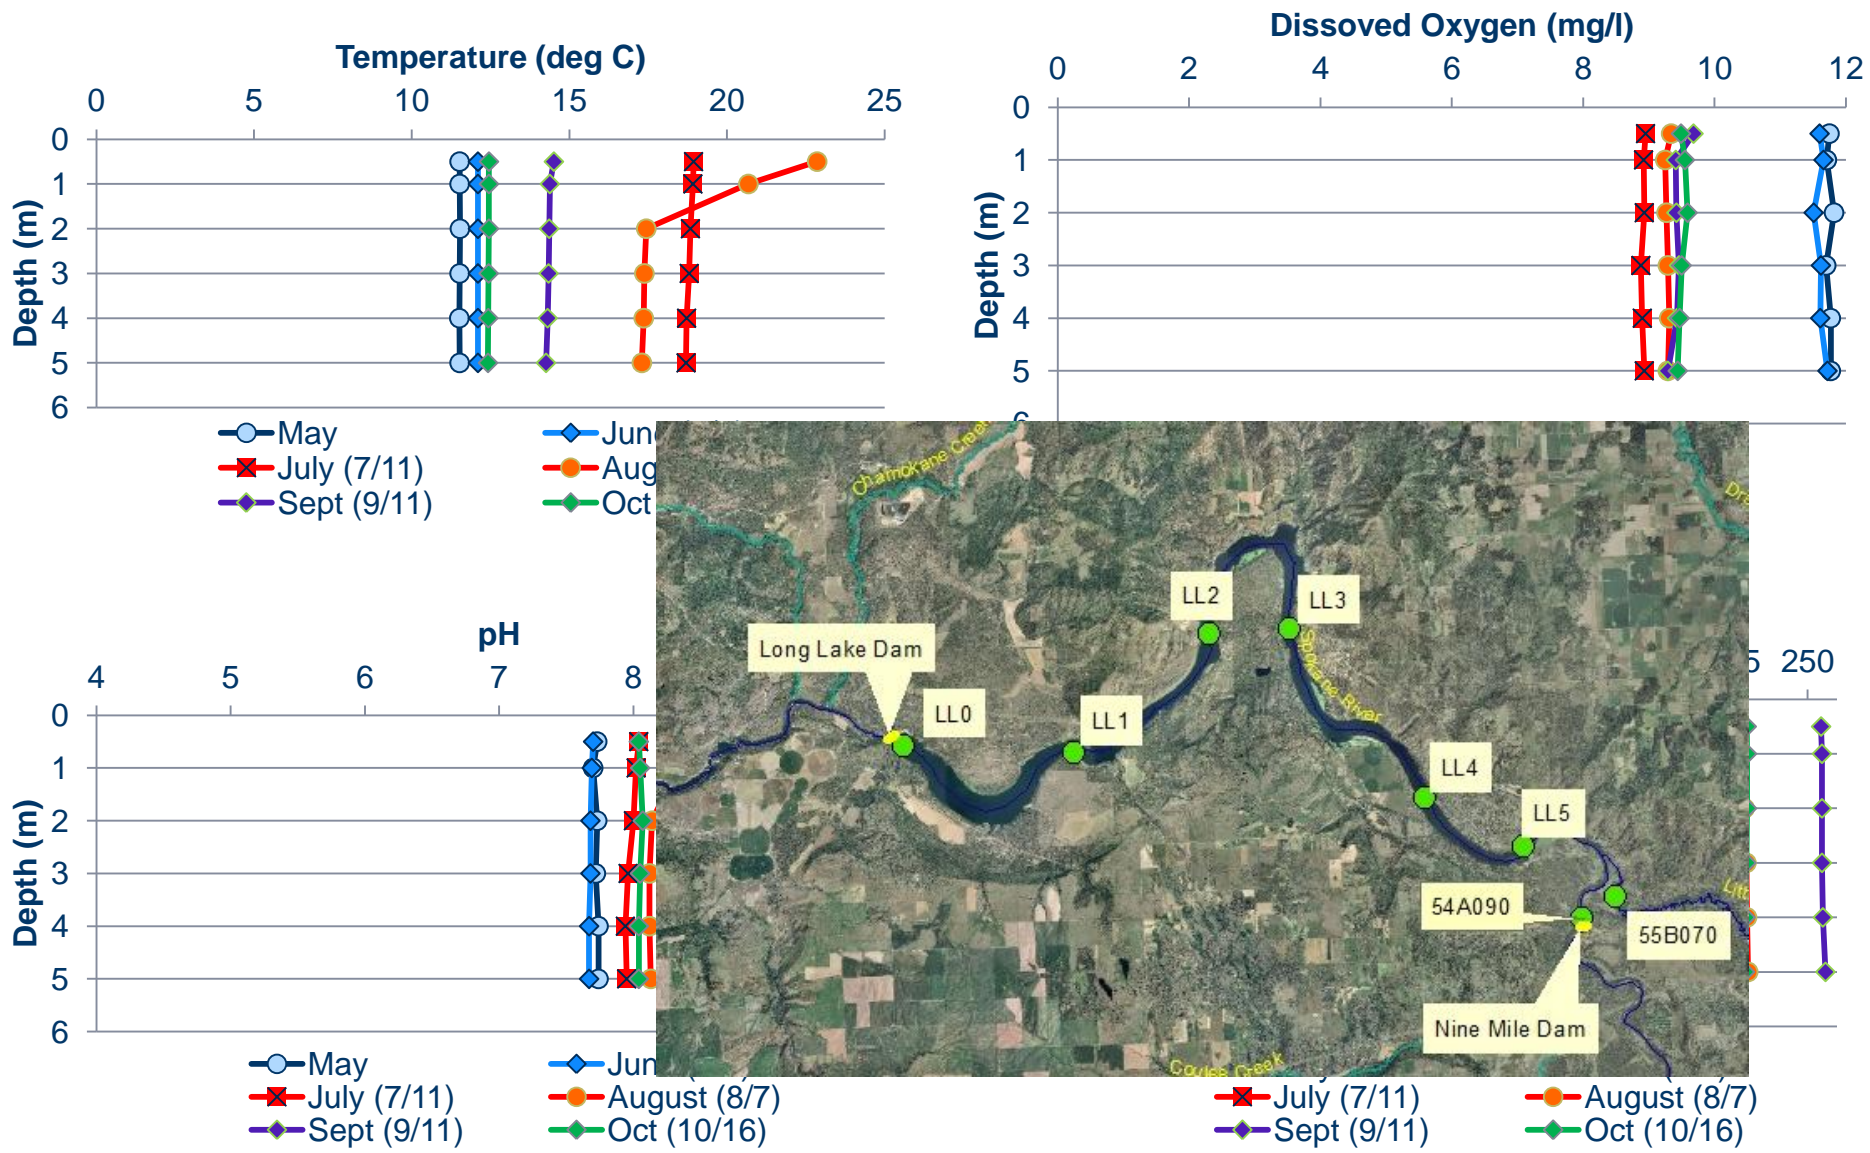 Temperature (deg C)
0 5 10 15 20 25
Depth (m)
0
1
2
3
4
5
6
May
June
July (7/11)
Aug
Sept (9/11)
Oct
Dissoved Oxygen (mg/l)
0 2 4 6 8 10 12
Depth (m)
0
1
2
3
4
5
6
pH
4 5 6 7 8
Depth (m)
0
1
2
3
4
5
6
May
Jun
July (7/11)
August (8/7)
Sept (9/11)
Oct (10/16)
Chamokane Creek
LL2
LL3
Long Lake Dam
Spokane River
LL0
LL1
LL4
LL5
54A090
55B070
Nine Mile Dam
Coulee Creek
Dra
Litt
5 250
July (7/11)
August (8/7)
Sept (9/11)
Oct (10/16)